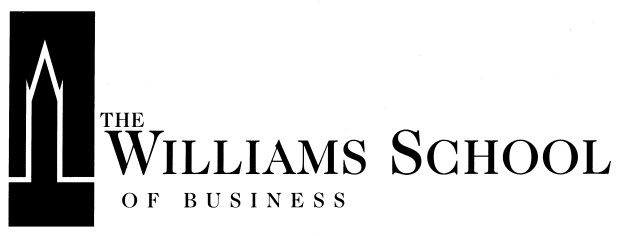 THE
WILLIAMS SCHOOL
OF BUSINESS